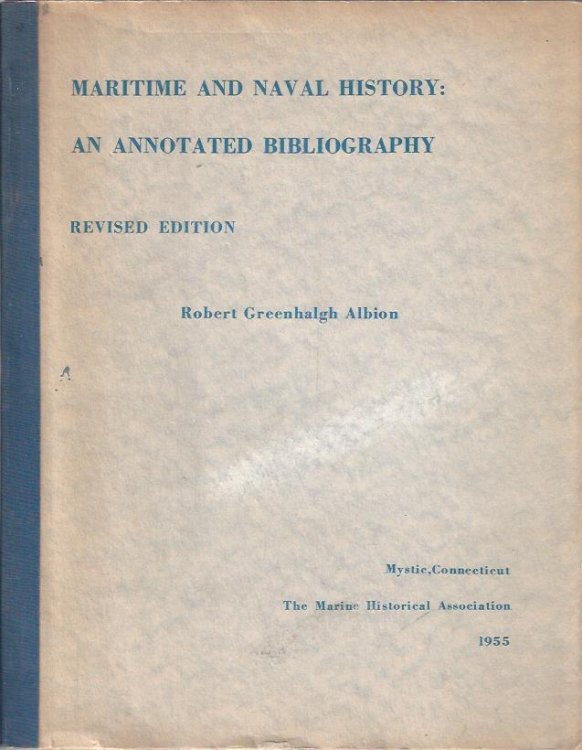 MARITIME AND NAVAL HISTORY:
AN ANNOTATED BIBLIOGRAPHY
REVISED EDITION
Robert Greenhalgh Albion
Mystic, Connecticut
The Marine Historical Association
1955